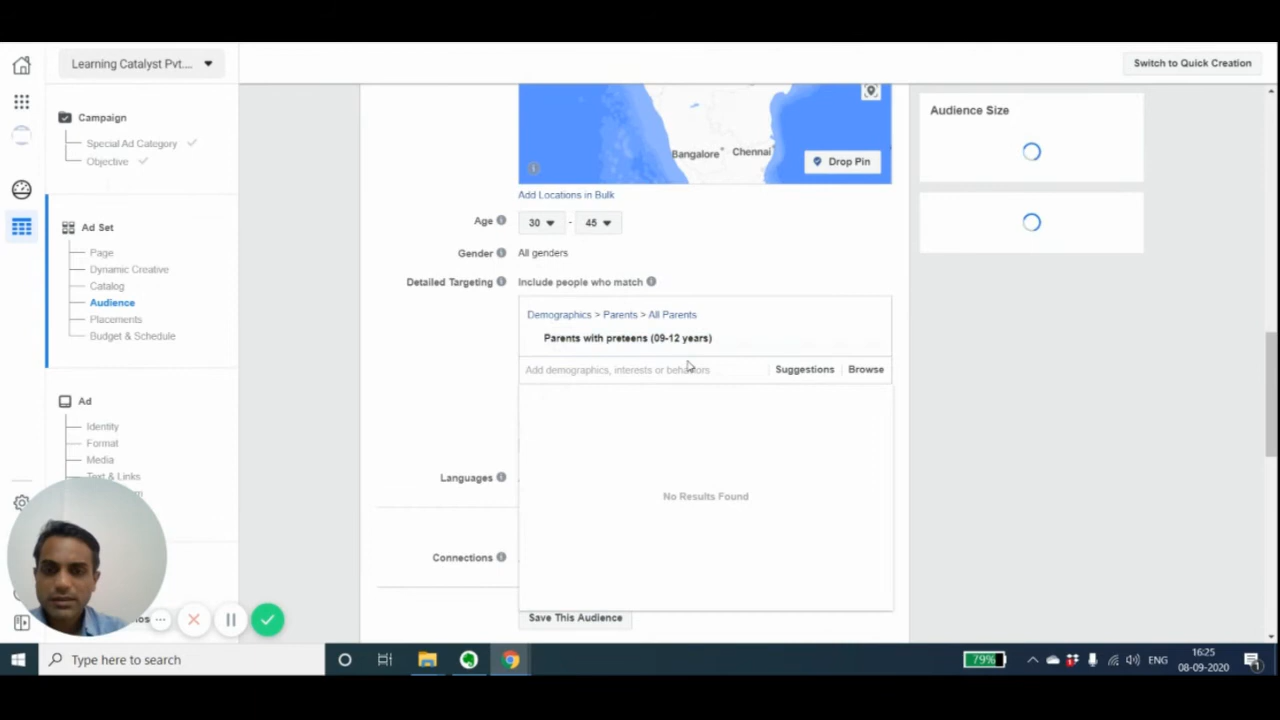 Learning Catalyst Pvt....
Switch to Quick Creation
Campaign
Special Ad Category
Objective
Ad Set
Page
Dynamic Creative
Catalog
Audience
Placements
Budget & Schedule
Ad
Identity
Format
Media
Text & Links
Bangalore
Chennai
Drop Pin
Add Locations in Bulk
Age
30 - 45
Gender
All genders
Detailed Targeting
Include people who match
Demographics > Parents > All Parents
Parents with preteens (09-12 years)
Add demographics, interests or behaviors
Suggestions
Browse
No Results Found
Languages
Connections
Save This Audience
Audience Size
Type here to search
79%
ENG
16:25
08-09-2020
1